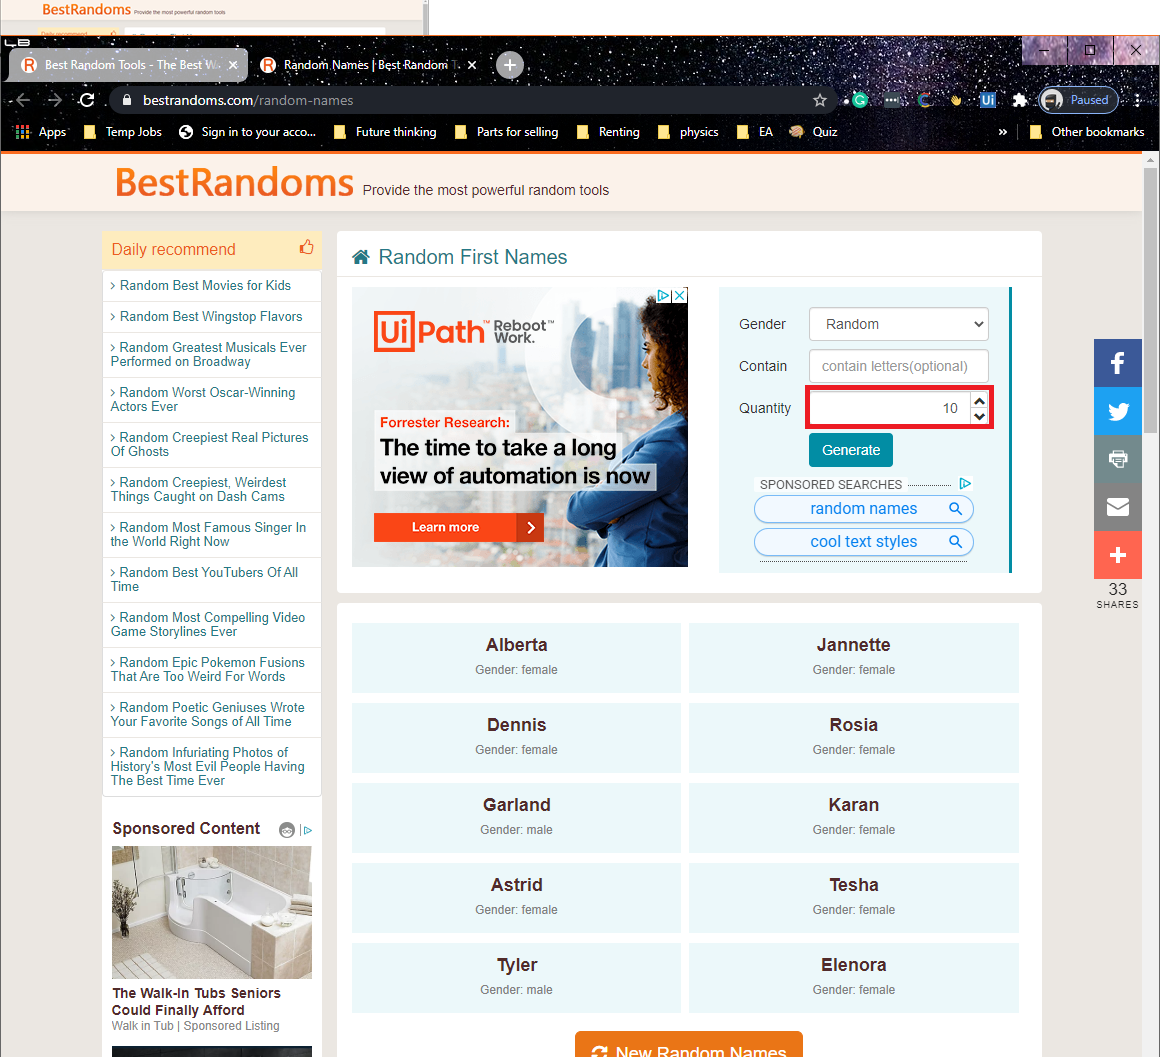 BestRandoms Provide the most powerful random tools
Daily recommend
Best Random Tools - The Best W
Random Names | Best Random T
bestrandoms.com/random-names
Paused
Apps
Temp Jobs
Sign in to your acco...
Future thinking
Parts for selling
Renting
physics
EA
Quiz
»
Other bookmarks
BestRandoms Provide the most powerful random tools
Daily recommend
Random Best Movies for Kids
Random Best Wingstop Flavors
Random Greatest Musicals Ever
Performed on Broadway
Random Worst Oscar-Winning
Actors Ever
Random Creepiest Real Pictures
Of Ghosts
Random Creepiest, Weirdest
Things Caught on Dash Cams
Random Most Famous Singer In
the World Right Now
Random Best YouTubers Of All
Time
Random Most Compelling Video
Game Storylines Ever
Random Epic Pokemon Fusions
That Are Too Weird For Words
Random Poetic Geniuses Wrote
Your Favorite Songs of All Time
Random Infuriating Photos of
History's Most Evil People Having
The Best Time Ever
Sponsored Content
The Walk-In Tubs Seniors
Could Finally Afford
Walk in Tub | Sponsored Listing
Random First Names
UiPath™ Reboot™
Work.
Forrester Research:
The time to take a long
view of automation is now
Learn more
Gender
Random
Contain
contain letters(optional)
Quantity
10
Generate
SPONSORED SEARCHES
random names
cool text styles
33
SHARES
Alberta
Gender: female
Jannette
Gender: female
Dennis
Gender: female
Rosia
Gender: female
Garland
Gender: male
Karan
Gender: female
Astrid
Gender: female
Tesha
Gender: female
Tyler
Gender: male
Elenora
Gender: female
New Random Names